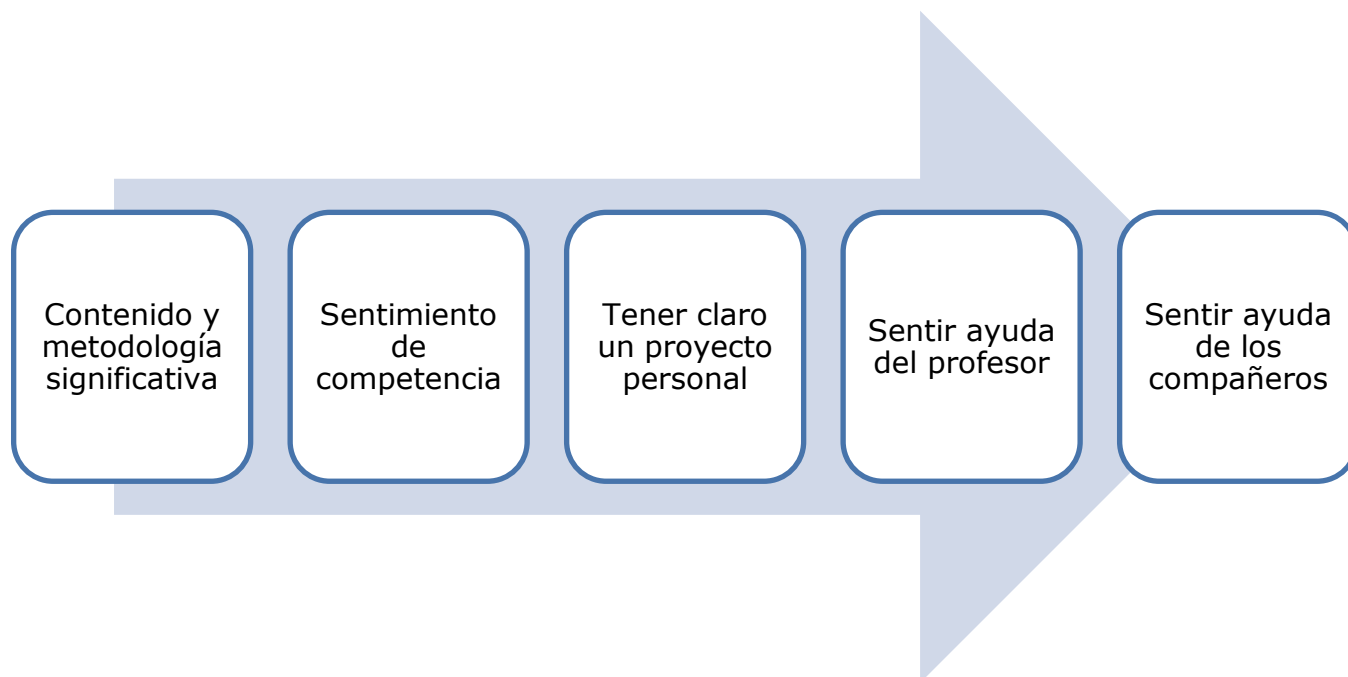 Contenido y
metodología
significativa
Sentimiento
de
competencia
Tener claro
un proyecto
personal
Sentir ayuda
del profesor
Sentir ayuda
de los
compañeros